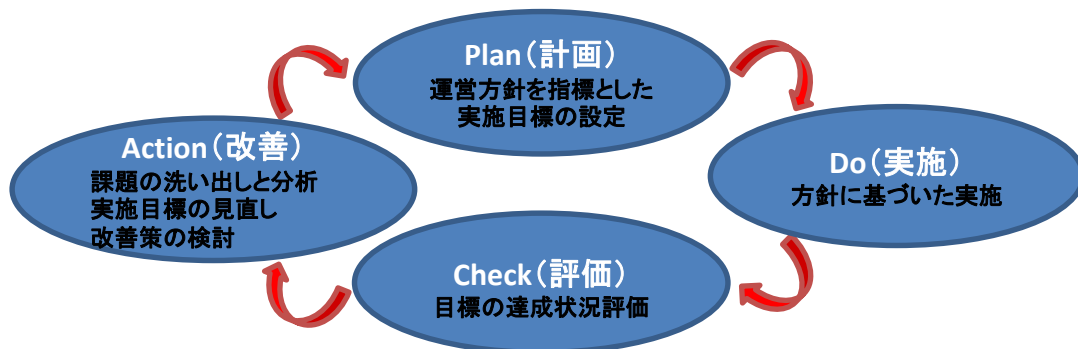 Plan（計画）
運営方針を指標とした
実施目標の設定
Do（実施）
方針に基づいた実施
Check（評価）
目標の達成状況評価
Action（改善）
課題の洗い出しと分析
実施目標の見直し
改善策の検討